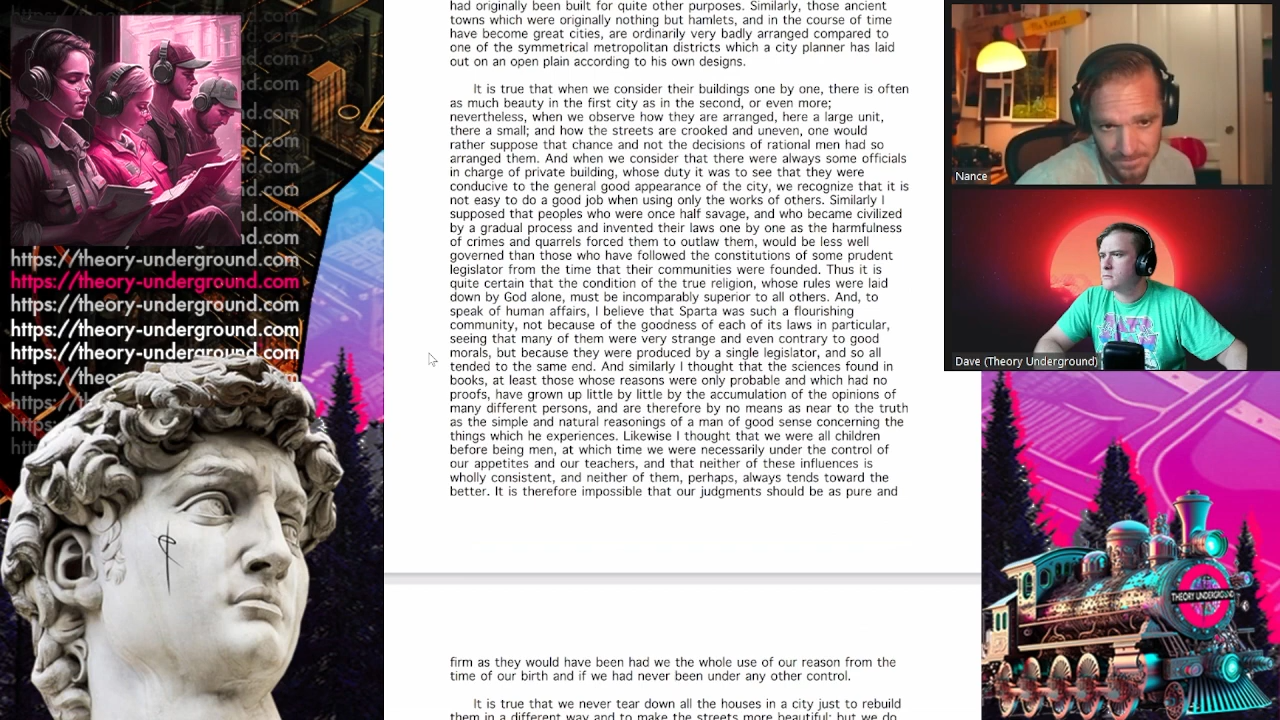 https://theory-underground.com
https://theory-underground.com
https://theory-underground.com
https://theory-underground.com
https://theory-underground.com
had originally been built for quite other purposes. Similarly, those ancient
towns which were originally nothing but hamlets, and in the course of time
have become great cities, are ordinarily very badly arranged compared to
one of the symmetrical metropolitan districts which a city planner has laid
out on an open plain according to his own designs.
It is true that when we consider their buildings one by one, there is often
as much beauty in the first city as in the second, or even more;
nevertheless, when we observe how they are arranged, here a large unit,
there a small; and how the streets are crooked and uneven, one would
rather suppose that chance and not the decisions of rational men had so
arranged them. And when we consider that there were always some officials
in charge of private building, whose duty it was to see that they were
conducive to the general good appearance of the city, we recognize that it is
not easy to do a good job when using only the works of others. Similarly I
supposed that peoples who were once half savage, and who became civilized
by a gradual process and invented their laws one by one as the harmfulness
of crimes and quarrels forced them to outlaw them, would be less well
governed than those who have followed the constitutions of some prudent
legislator from the time that their communities were founded. Thus it is
quite certain that the condition of the true religion, whose rules were laid
down by God alone, must be incomparably superior to all others. And, to
speak of human affairs, I believe that Sparta was such a flourishing
community, not because of the goodness of each of its laws in particular,
seeing that many of them were very strange and even contrary to good
morals, but because they were produced by a single legislator, and so all
tended to the same end. And similarly I thought that the sciences found in
books, at least those whose reasons were only probable and which had no
proofs, have grown up little by little by the accumulation of the opinions of
many different persons, and are therefore by no means as near to the truth
as the simple and natural reasonings of a man of good sense concerning the
things which he experiences. Likewise I thought that we were all children
before being men, at which time we were necessarily under the control of
our appetites and our teachers, and that neither of these influences is
wholly consistent, and neither of them, perhaps, always tends toward the
better. It is therefore impossible that our judgments should be as pure and
firm as they would have been had we the whole use of our reason from the
time of our birth and if we had never been under any other control.
It is true that we never tear down all the houses in a city just to rebuild
them in a different way and to make the streets more beautiful; but we do
Nance
Dave (Theory Underground)
THEORY UNDERGROUND